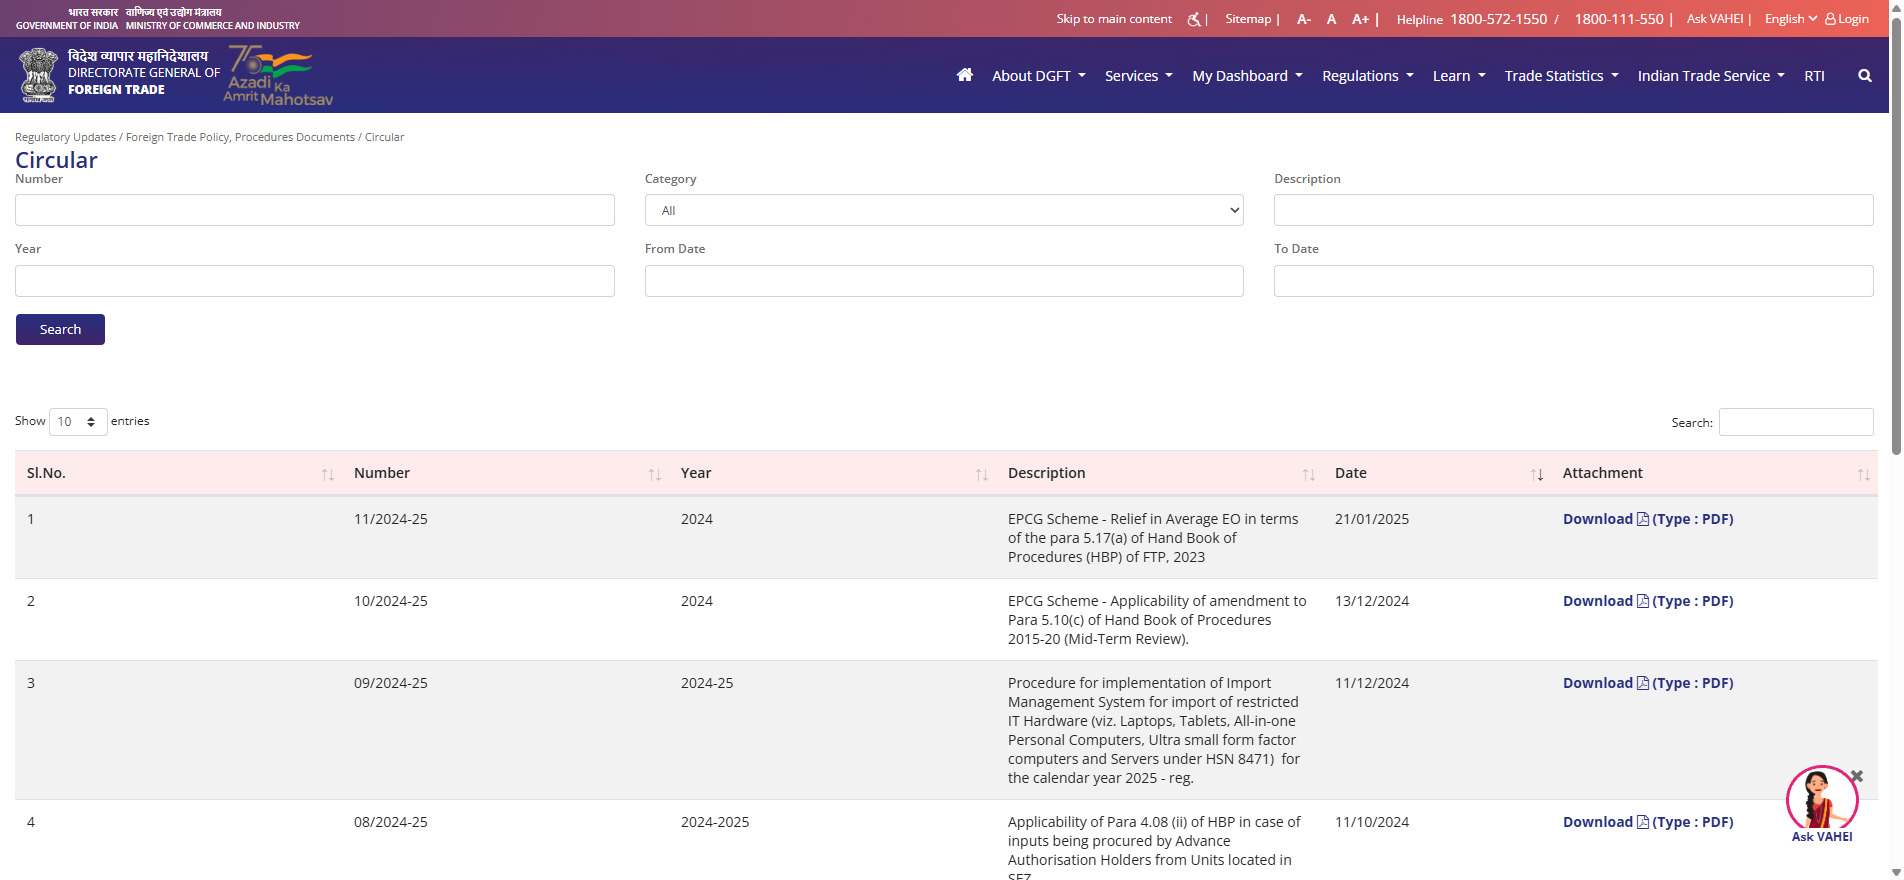 भारत सरकार वाणिज्य एवं उद्योग मंत्रालय
GOVERNMENT OF INDIA MINISTRY OF COMMERCE AND INDUSTRY
Skip to main content | Sitemap | A- A A+ | Helpline 1800-572-1550 / 1800-111-550 | Ask VAHEI | English Login
विदेश व्यापार महानिदेशालय
DIRECTORATE GENERAL OF
FOREIGN TRADE
75
Azadi Ka
Amrit Mahotsav
About DGFT Services My Dashboard Regulations Learn Trade Statistics Indian Trade Service RTI
Regulatory Updates / Foreign Trade Policy, Procedures Documents / Circular
Circular
Number Category Description
All
Year From Date To Date
Search
Show 10 entries Search:
Sl.No. Number Year Description Date Attachment
1 11/2024-25 2024 EPCG Scheme - Relief in Average EO in terms 21/01/2025 Download (Type : PDF)
of the para 5.17(a) of Hand Book of
Procedures (HBP) of FTP, 2023
2 10/2024-25 2024 EPCG Scheme - Applicability of amendment to 13/12/2024 Download (Type : PDF)
Para 5.10(c) of Hand Book of Procedures
2015-20 (Mid-Term Review).
3 09/2024-25 2024-25 Procedure for implementation of Import 11/12/2024 Download (Type : PDF)
Management System for import of restricted
IT Hardware (viz. Laptops, Tablets, All-in-one
Personal Computers, Ultra small form factor
computers and Servers under HSN 8471) for
the calendar year 2025 - reg.
4 08/2024-25 2024-2025 Applicability of Para 4.08 (ii) of HBP in case of 11/10/2024 Download (Type : PDF)
inputs being procured by Advance
Authorisation Holders from Units located in
SEZ
Ask VAHEI